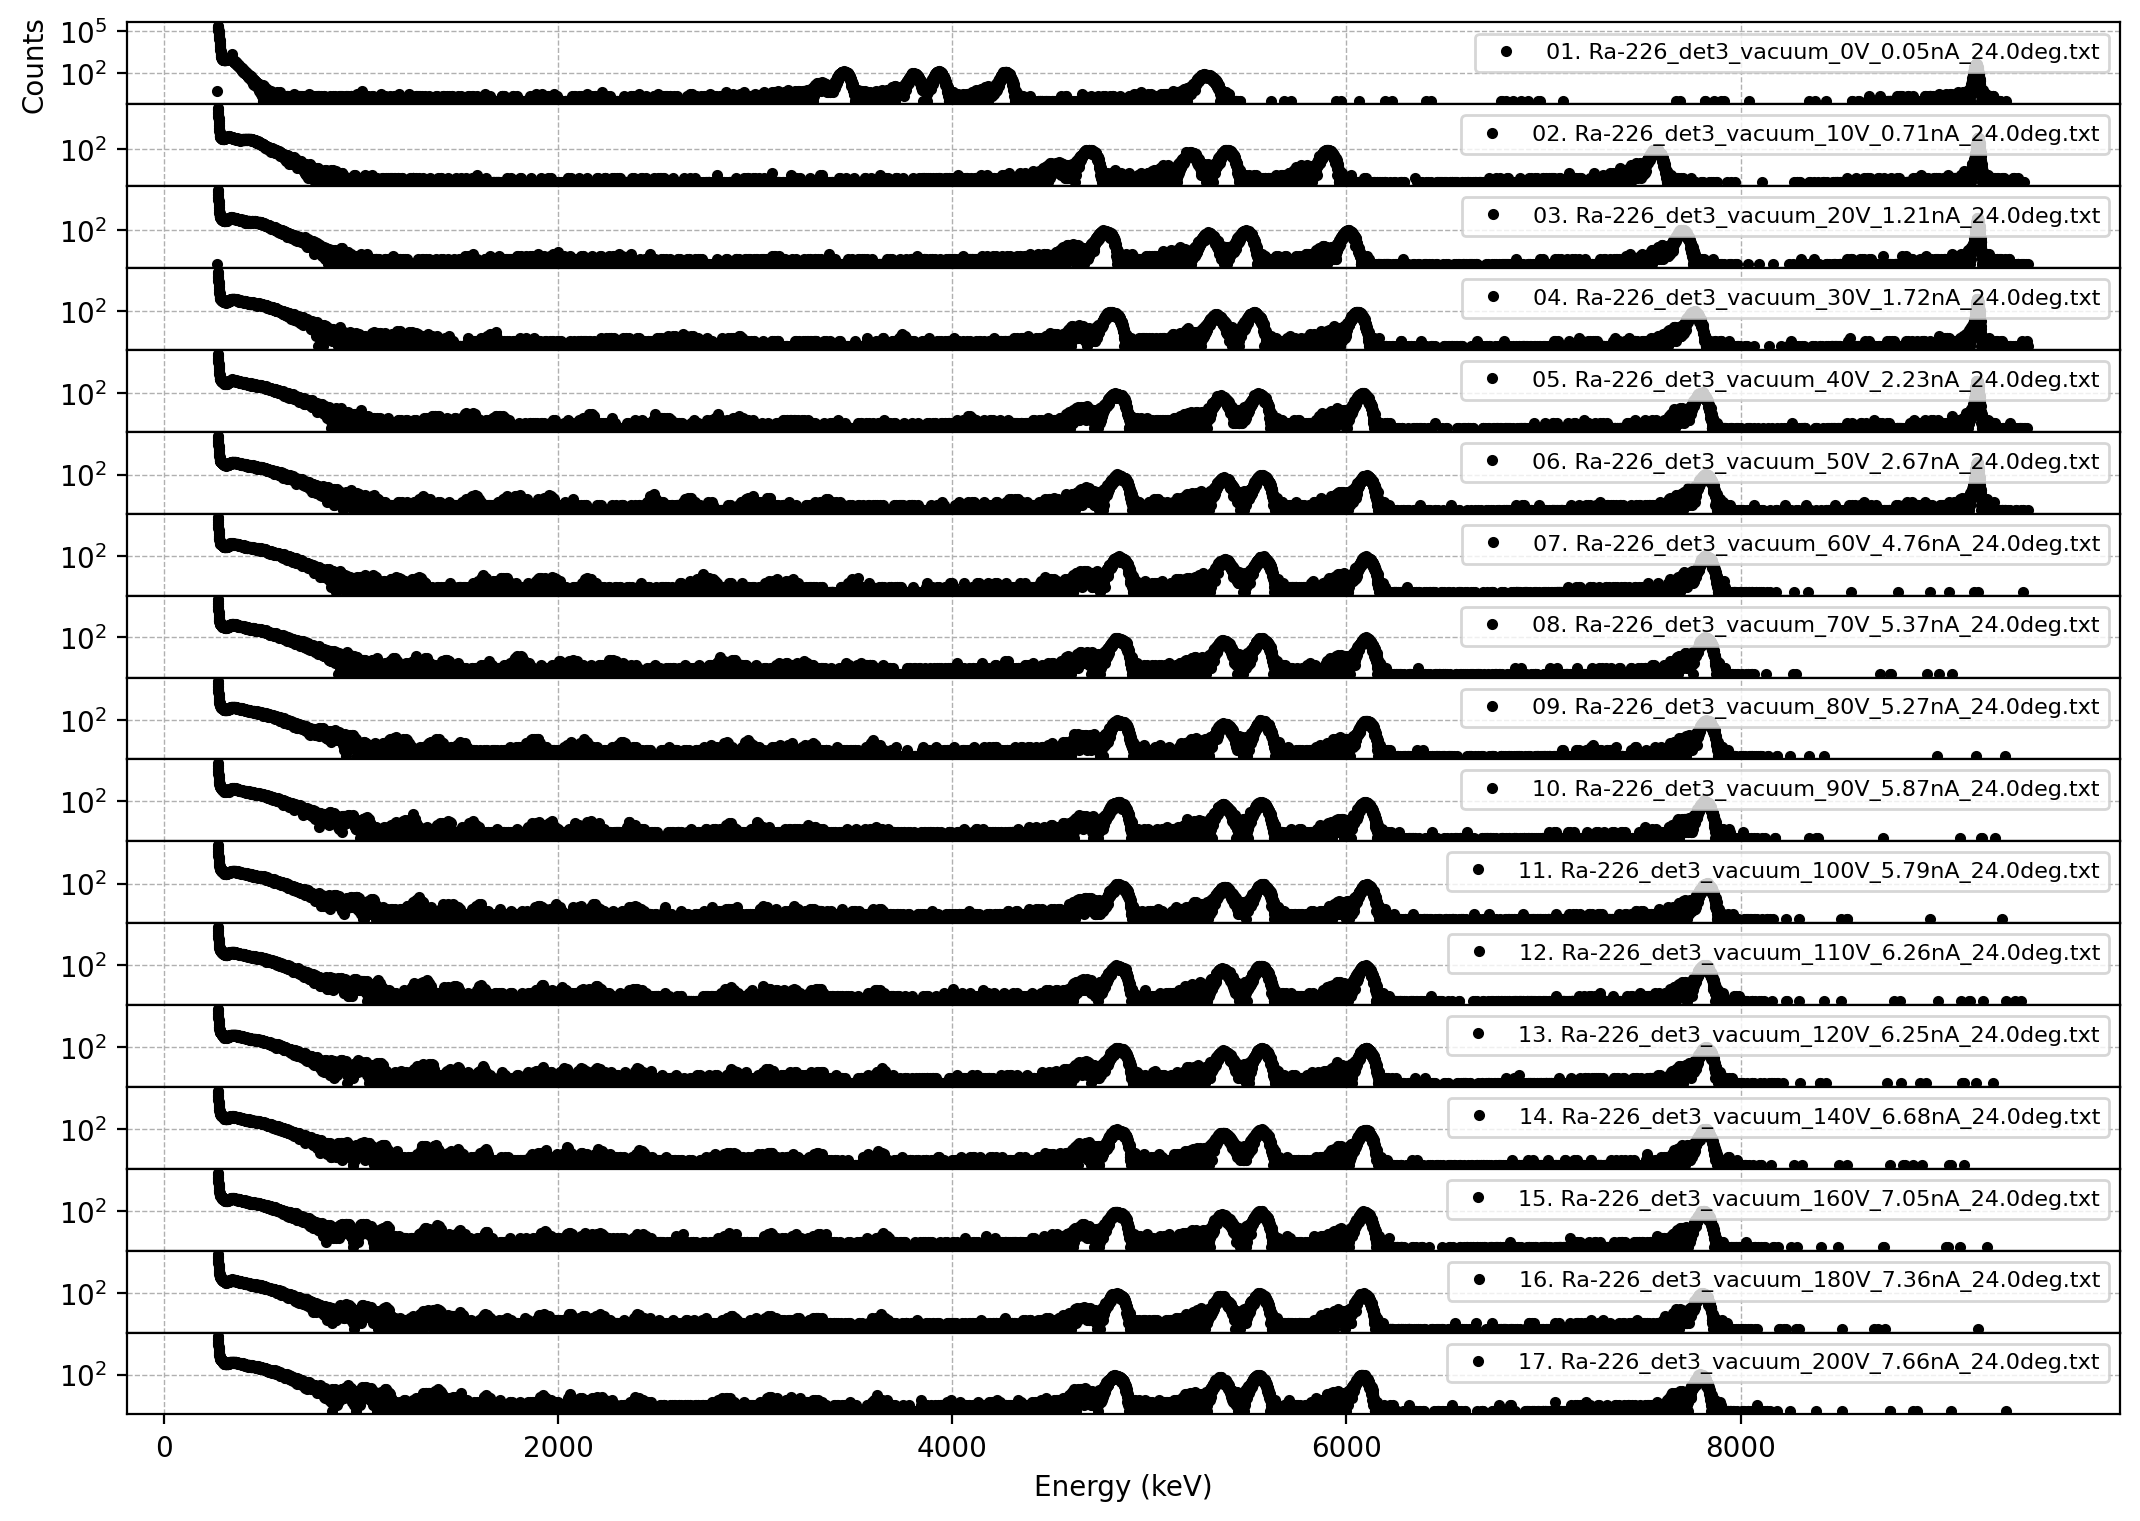 Counts
10^5
10^2
01. Ra-226_det3_vacuum_0V_0.05nA_24.0deg.txt
10^2
02. Ra-226_det3_vacuum_10V_0.71nA_24.0deg.txt
10^2
03. Ra-226_det3_vacuum_20V_1.21nA_24.0deg.txt
10^2
04. Ra-226_det3_vacuum_30V_1.72nA_24.0deg.txt
10^2
05. Ra-226_det3_vacuum_40V_2.23nA_24.0deg.txt
10^2
06. Ra-226_det3_vacuum_50V_2.67nA_24.0deg.txt
10^2
07. Ra-226_det3_vacuum_60V_4.76nA_24.0deg.txt
10^2
08. Ra-226_det3_vacuum_70V_5.37nA_24.0deg.txt
10^2
09. Ra-226_det3_vacuum_80V_5.27nA_24.0deg.txt
10^2
10. Ra-226_det3_vacuum_90V_5.87nA_24.0deg.txt
10^2
11. Ra-226_det3_vacuum_100V_5.79nA_24.0deg.txt
10^2
12. Ra-226_det3_vacuum_110V_6.26nA_24.0deg.txt
10^2
13. Ra-226_det3_vacuum_120V_6.25nA_24.0deg.txt
10^2
14. Ra-226_det3_vacuum_140V_6.68nA_24.0deg.txt
10^2
15. Ra-226_det3_vacuum_160V_7.05nA_24.0deg.txt
10^2
16. Ra-226_det3_vacuum_180V_7.36nA_24.0deg.txt
10^2
17. Ra-226_det3_vacuum_200V_7.66nA_24.0deg.txt
0 2000 4000 6000 8000
Energy (keV)